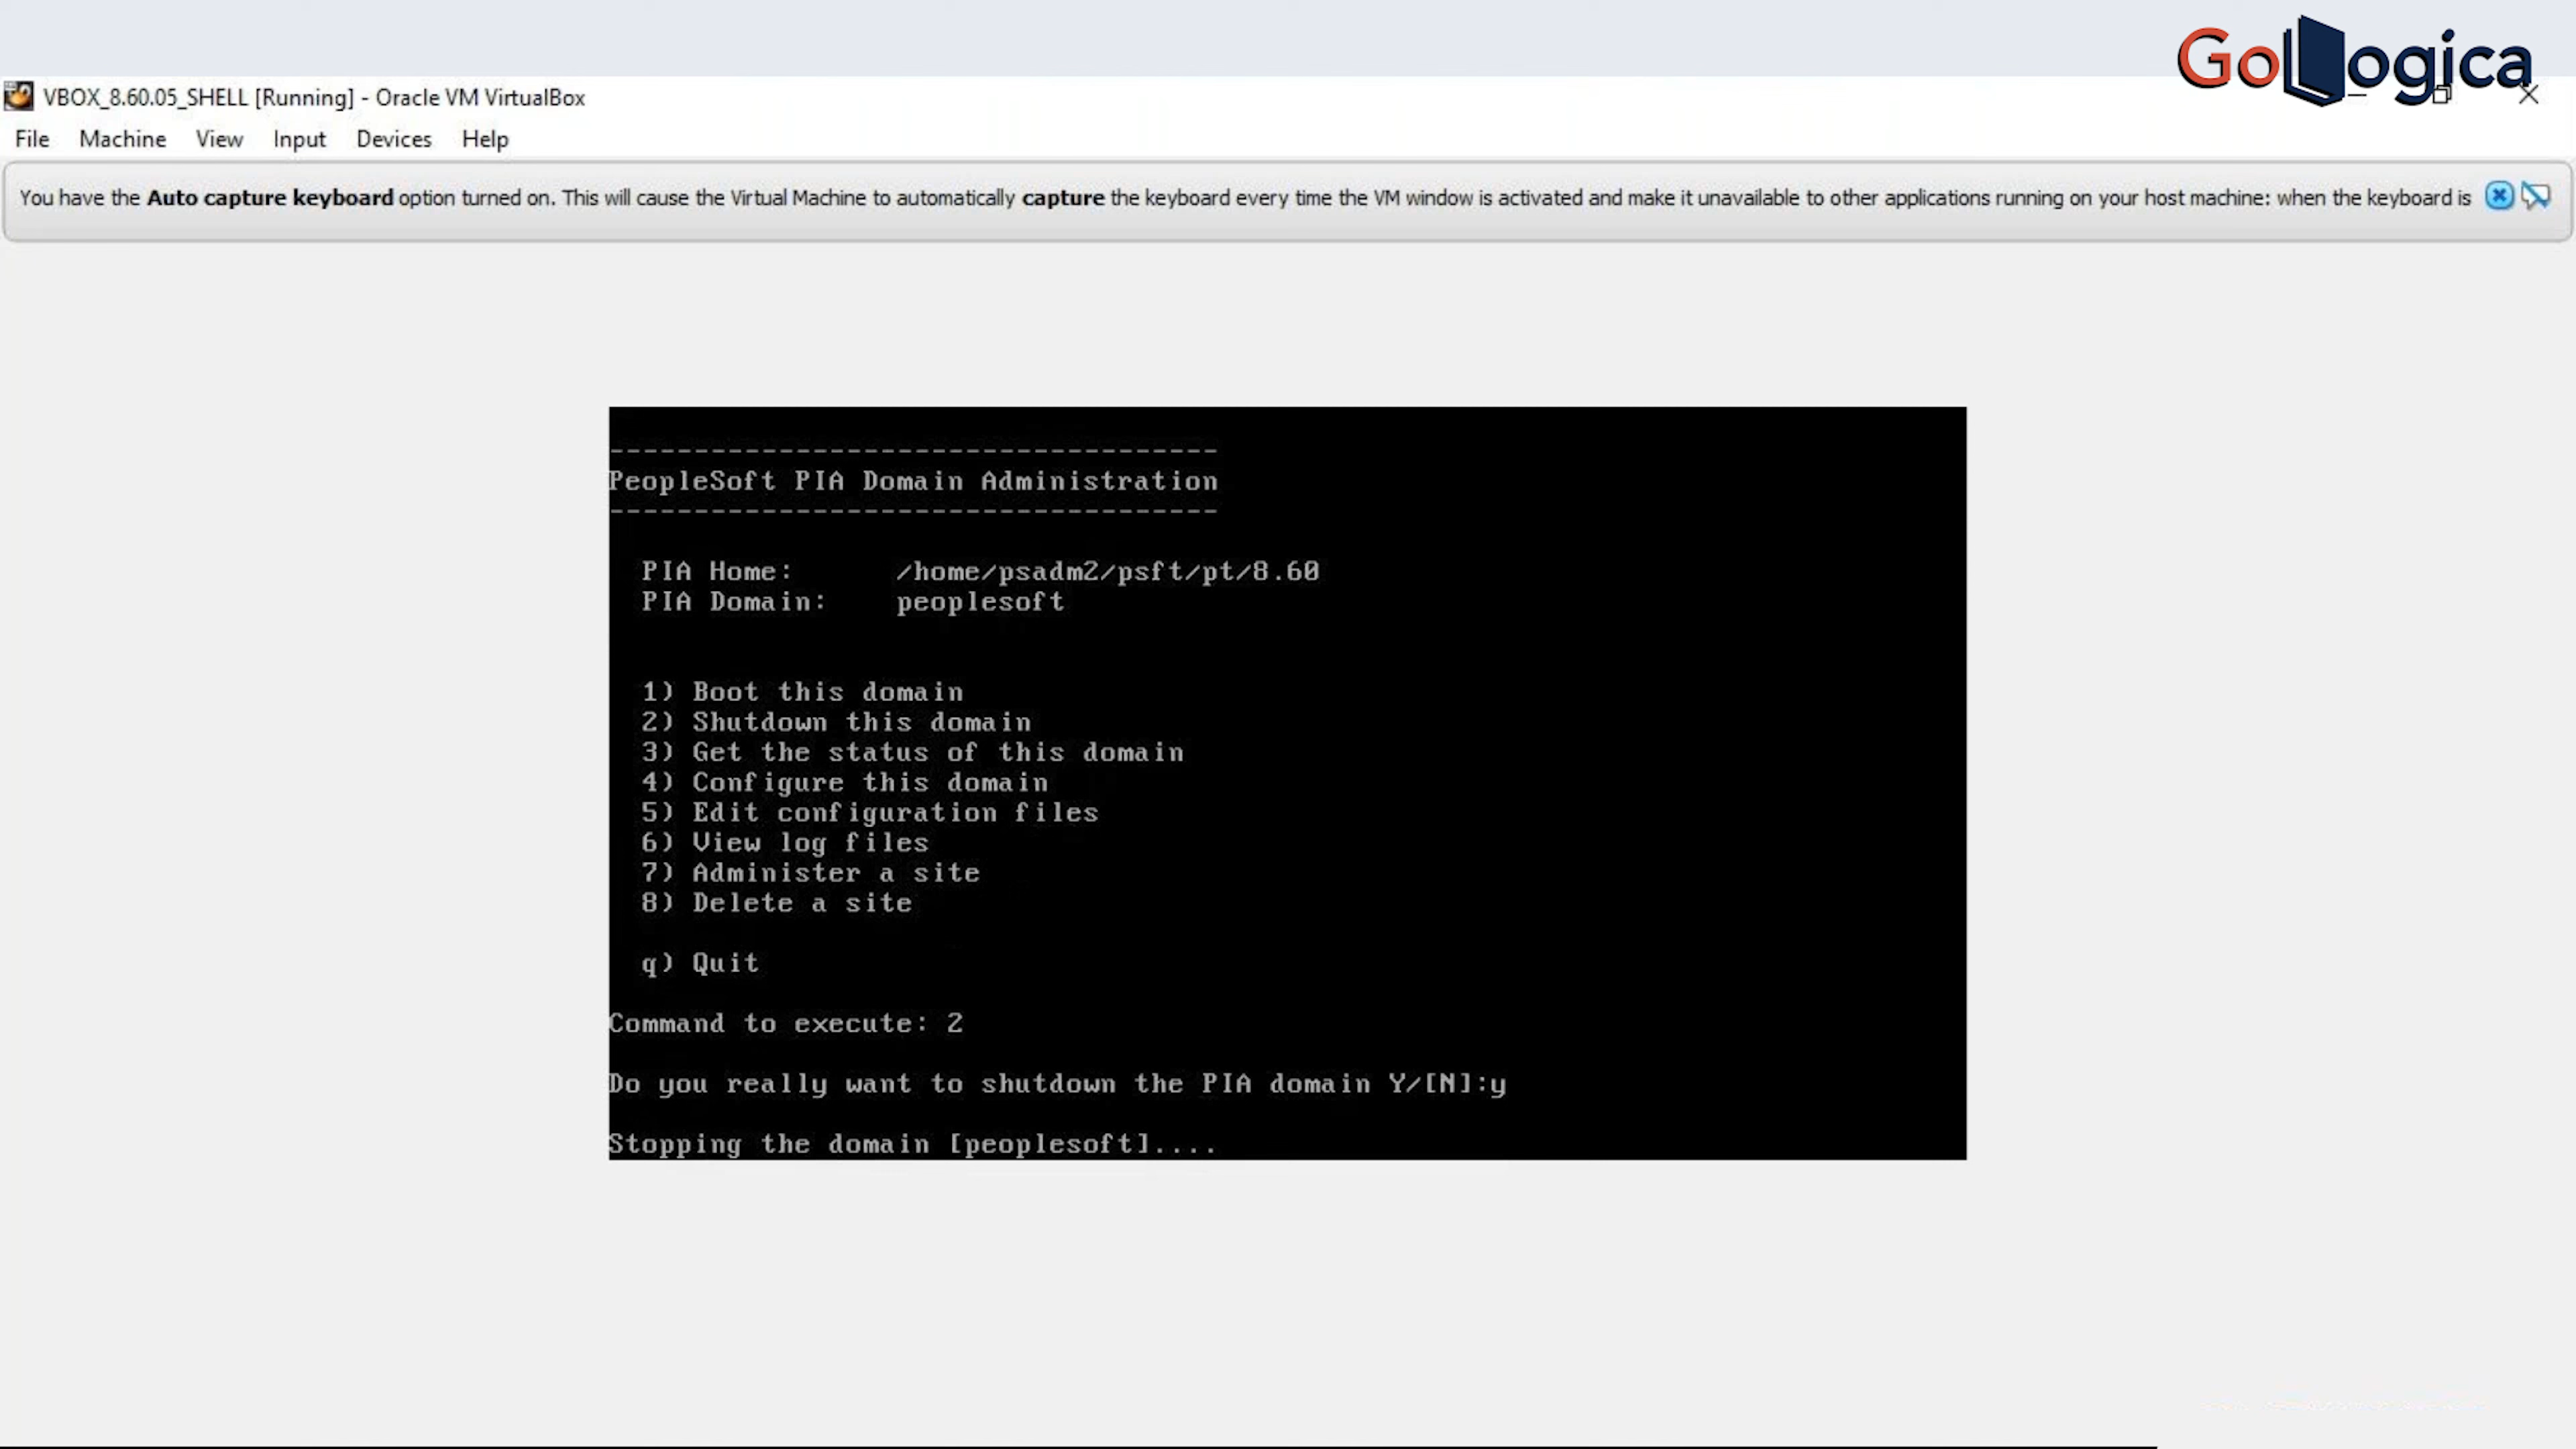 GoLogica
VBOX_8.60.05_SHELL [Running] - Oracle VM VirtualBox
File Machine View Input Devices Help
You have the Auto capture keyboard option turned on. This will cause the Virtual Machine to automatically capture the keyboard every time the VM window is activated and make it unavailable to other applications running on your host machine: when the keyboard is
------------------------------------
PeopleSoft PIA Domain Administration
------------------------------------
PIA Home: /home/psadm2/psft/pt/8.60
PIA Domain: peoplesoft
1) Boot this domain
2) Shutdown this domain
3) Get the status of this domain
4) Configure this domain
5) Edit configuration files
6) View log files
7) Administer a site
8) Delete a site
q) Quit
Command to execute: 2
Do you really want to shutdown the PIA domain Y/[N]:y
Stopping the domain [peoplesoft]....